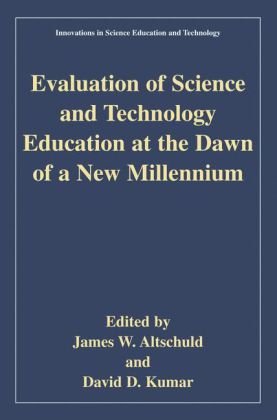 Innovations in Science Education and Technology
Evaluation of Science
and Technology
Education at the Dawn
of a New Millennium
Edited by
James W. Altschuld
and
David D. Kumar